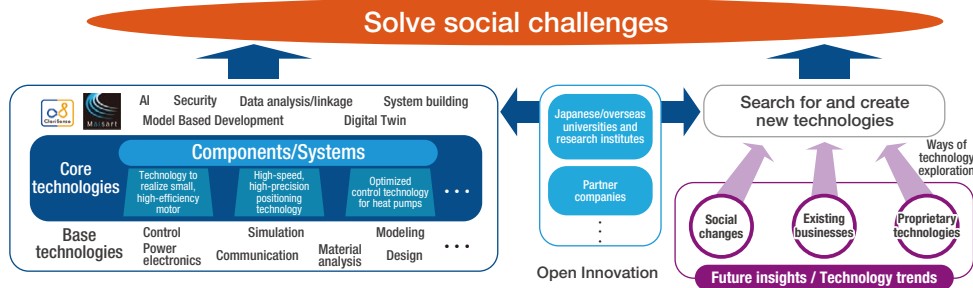 Solve social challenges
ClariSense
Maisart
AI Security Data analysis/linkage System building
Model Based Development Digital Twin
Core
technologies
Components/Systems
Technology to
realize small,
high-efficiency
motor
High-speed,
high-precision
positioning
technology
Optimized
control technology
for heat pumps
• • •
Base
technologies
Control Simulation Modeling
Power
electronics
Communication
Material
analysis
Design
• • •
Japanese/overseas
universities and
research institutes
Partner
companies
Open Innovation
Search for and create
new technologies
Ways of
technology
exploration
Social
changes
Existing
businesses
Proprietary
technologies
Future insights / Technology trends